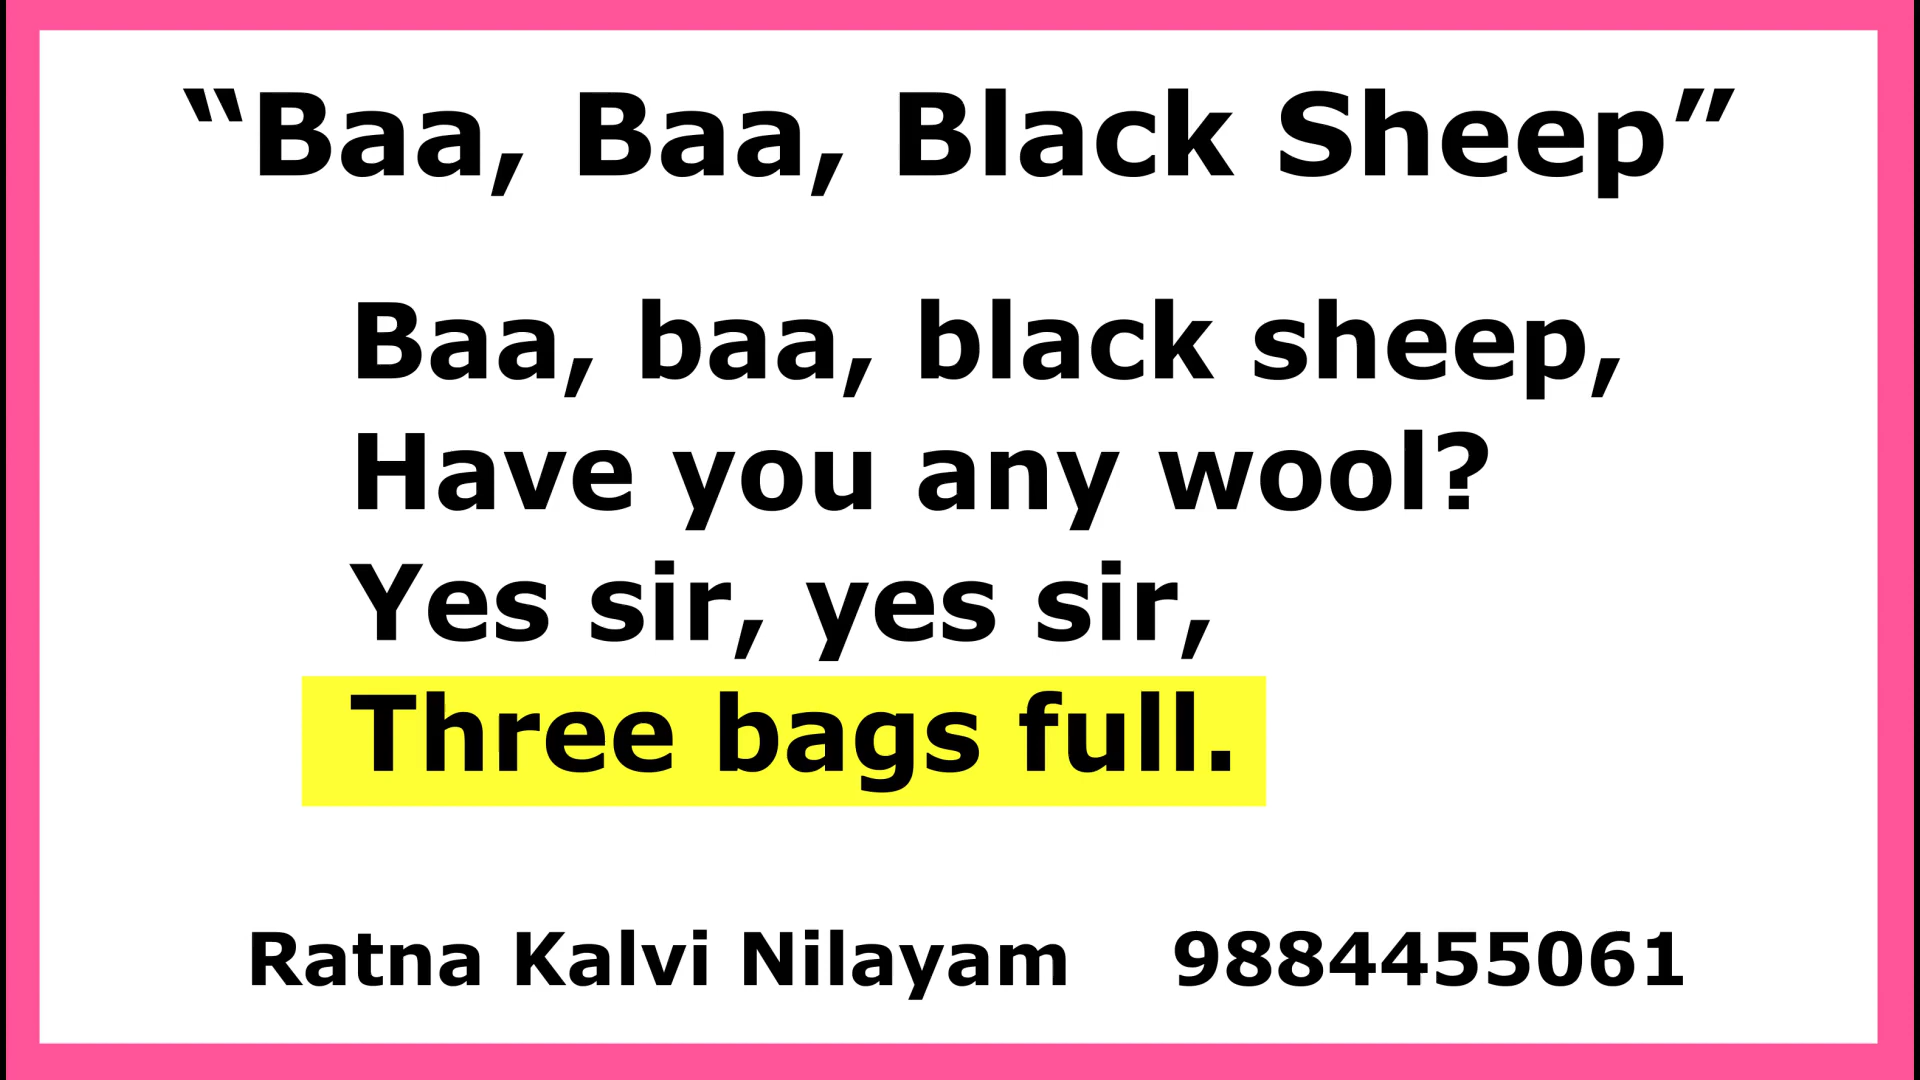 “Baa, Baa, Black Sheep”
Baa, baa, black sheep,
Have you any wool?
Yes sir, yes sir,
Three bags full.
Ratna Kalvi Nilayam 9884455061